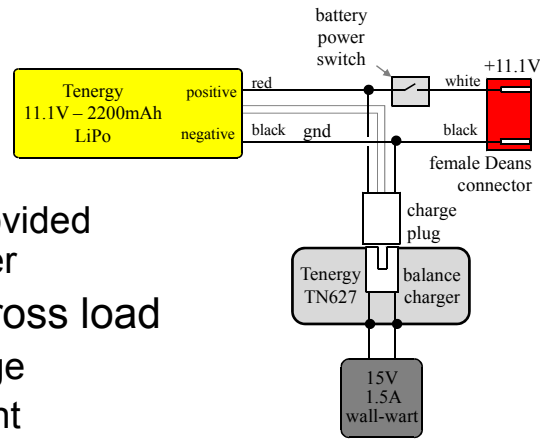 battery
power
switch
+11.1V
Tenergy
11.1V – 2200mAh
LiPo
positive
negative
red
black gnd
white
black
female Deans
connector
charge
plug
Tenergy
TN627
balance
charger
15V
1.5A
wall-wart
ovided
er
ross load
ge
nt